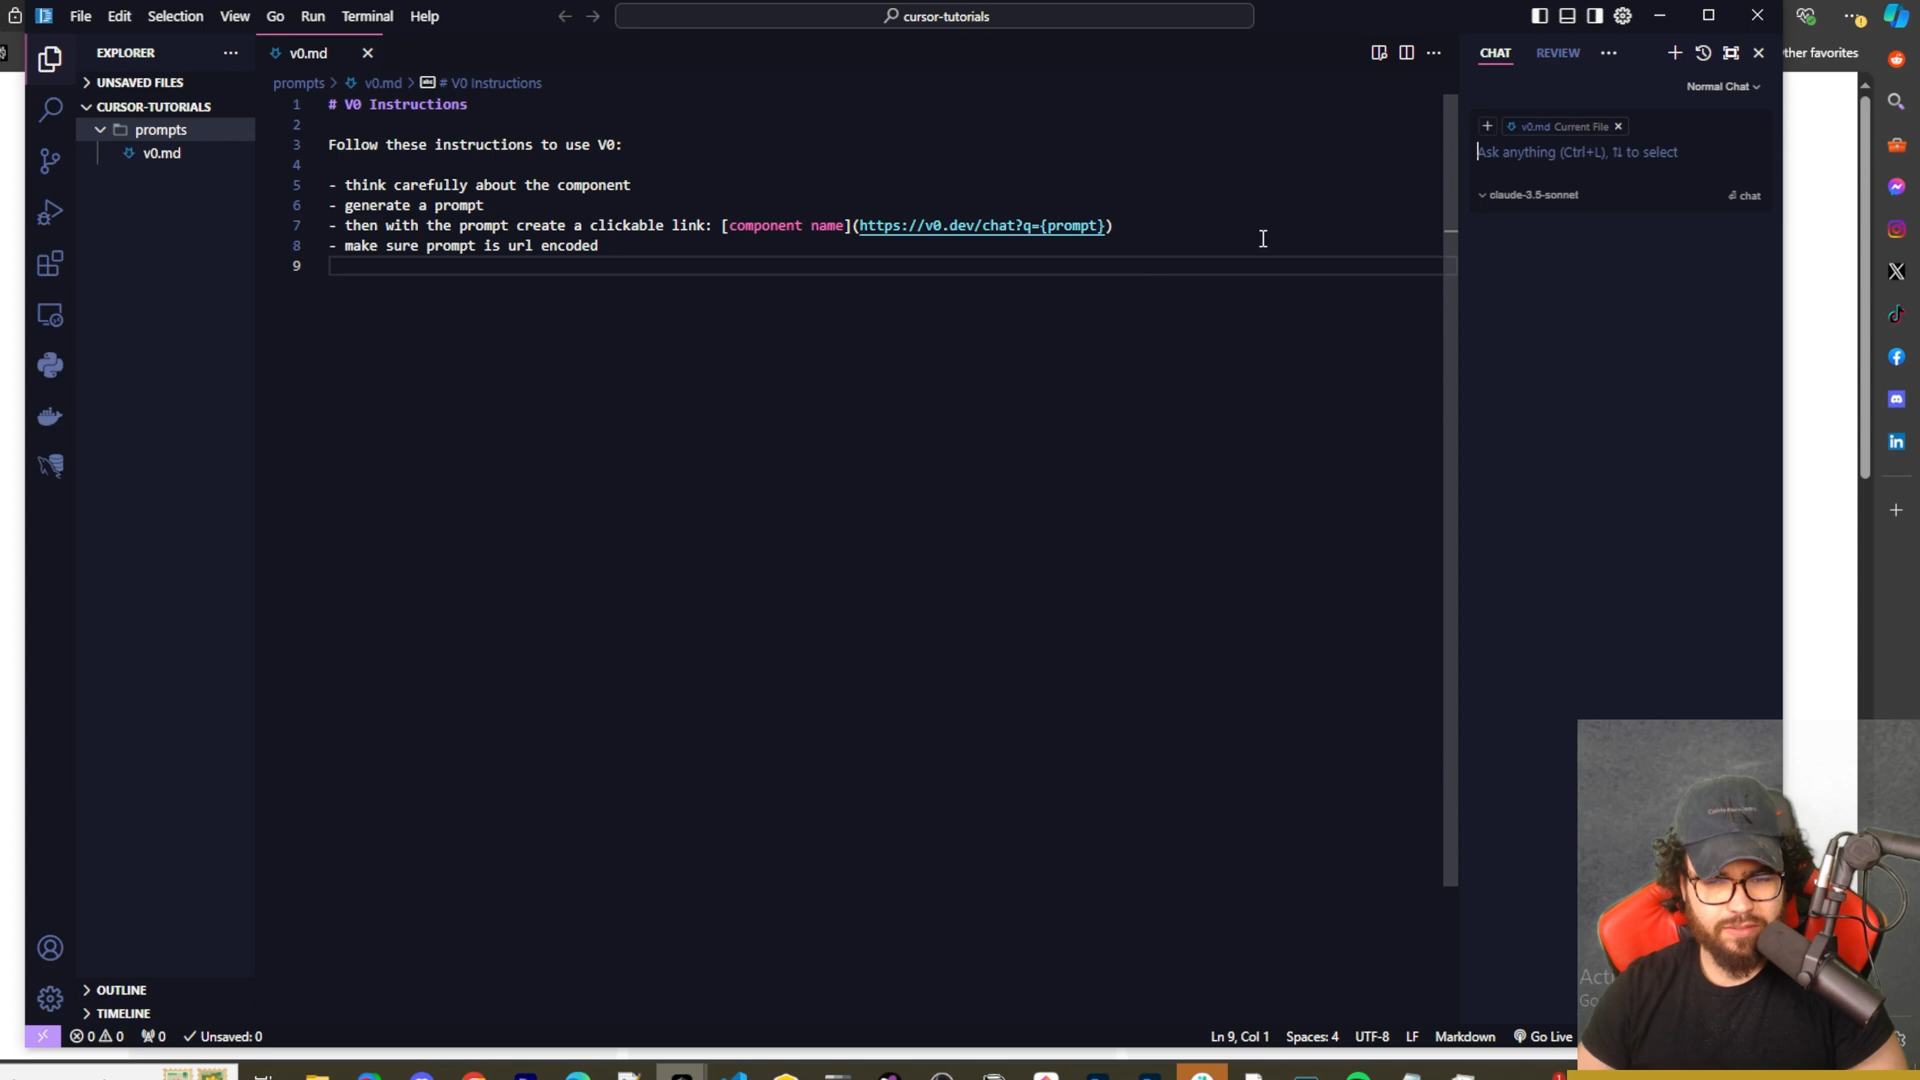 File Edit Selection View Go Run Terminal Help
cursor-tutorials
EXPLORER
v0.md
CHAT
REVIEW
ther favorites
UNSAVED FILES
CURSOR-TUTORIALS
prompts
v0.md
prompts > v0.md > # V0 Instructions
Normal Chat
1 # V0 Instructions
2
3 Follow these instructions to use V0:
4
5 - think carefully about the component
6 - generate a prompt
7 - then with the prompt create a clickable link: [component name](https://v0.dev/chat?q={prompt})
8 - make sure prompt is url encoded
9
v0.md Current File
Ask anything (Ctrl+L), ⇅ to select
claude-3.5-sonnet
chat
OUTLINE
TIMELINE
0 0 0 Unsaved: 0
Ln 9, Col 1 Spaces: 4 UTF-8 LF Markdown Go Live